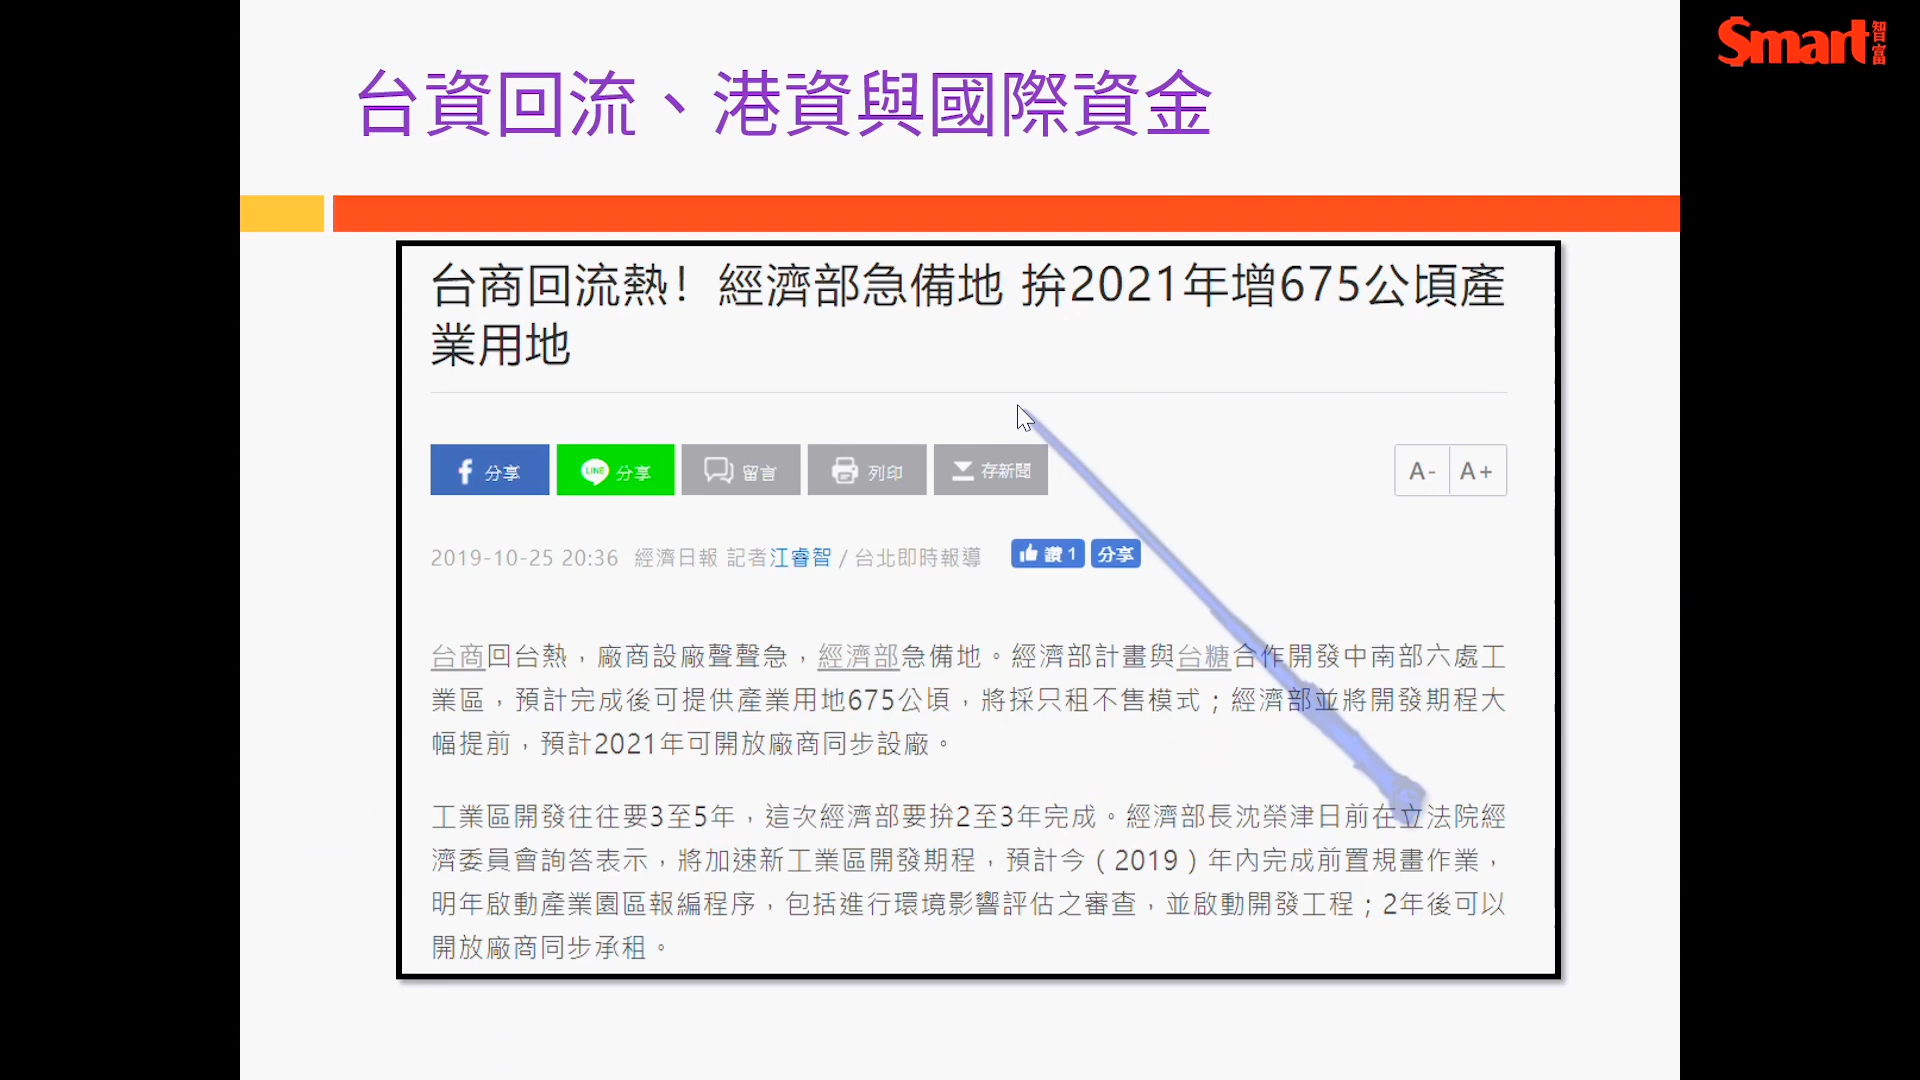 Smart智富
台資回流、港資與國際資金
台商回流熱！經濟部急備地 拚2021年增675公頃產
業用地
分享
LINE 分享
留言
列印
存新聞
A- A+
2019-10-25 20:36 經濟日報 記者江睿智 / 台北即時報導
讚 1 分享
台商回台熱，廠商設廠聲聲急，經濟部急備地。經濟部計畫與台糖合作開發中南部六處工
業區，預計完成後可提供產業用地675公頃，將採只租不售模式；經濟部並將開發期程大
幅提前，預計2021年可開放廠商同步設廠。
工業區開發往往要3至5年，這次經濟部要拚2至3年完成。經濟部長沈榮津日前在立法院經
濟委員會詢答表示，將加速新工業區開發期程，預計今（2019）年內完成前置規畫作業，
明年啟動產業園區報編程序，包括進行環境影響評估之審查，並啟動開發工程；2年後可以
開放廠商同步承租。